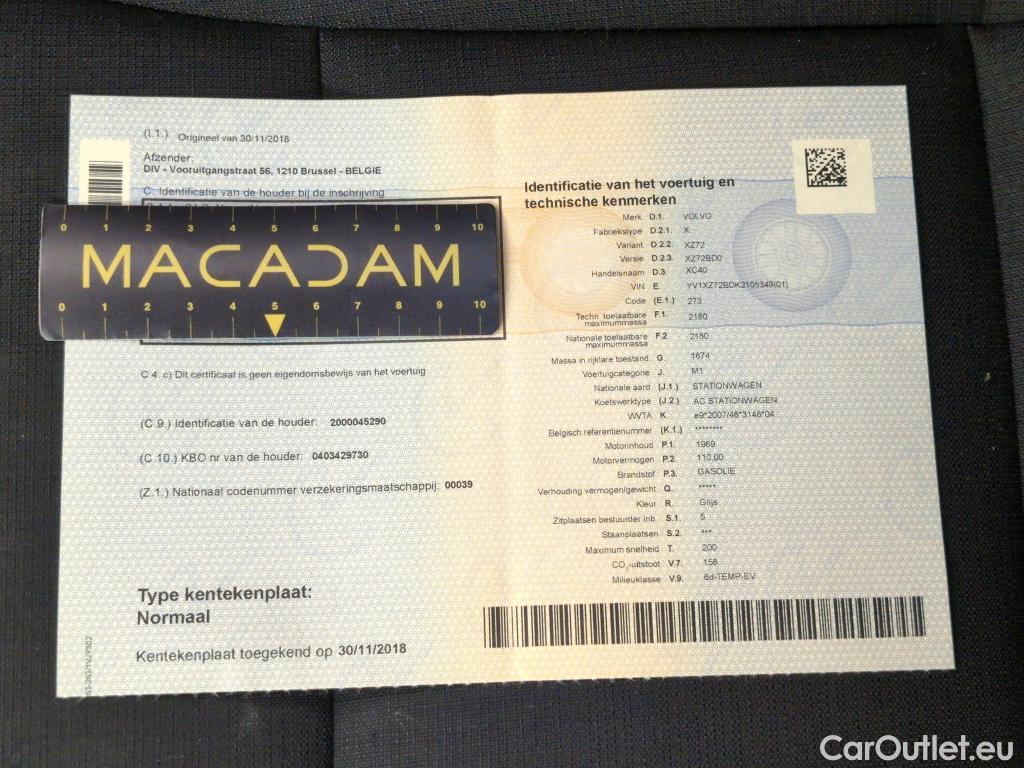 (I.1.) Origineel van 30/11/2018
Afzender:
DIV - Vooruitgangstraat 56, 1210 Brussel - BELGIE
C. Identificatie van de houder bij de inschrijving
0 1 2 3 4 5 6 7 8 9 10
MACADAM
0 1 2 3 4 5 6 7 8 9 10
C 4. c) Dit certificaat is geen eigendomsbewijs van het voertuig
(C.9.) Identificatie van de houder: 2000045290
(C.10.) KBO nr van de houder: 0403429730
(Z.1.) Nationaal codenummer verzekeringsmaatschappij: 00039
Type kentekenplaat:
Normaal
Kentekenplaat toegekend op 30/11/2018
Identificatie van het voertuig en
technische kenmerken
Merk D.1. VOLVO
Fabriekstype D.2.1. X
Variant D.2.2. XZ72
Versie D.2.3. XZ72BD0
Handelsnaam D.3. XC40
VIN E. YV1XZ72BDK2105349(01)
Code (E.1.) 273
Techn. toelaatbare
maximummassa F.1. 2180
Nationale toelaatbare
maximummassa F.2. 2180
Massa in rijklare toestand G. 1674
Voertuigcategorie J. M1
Nationale aard (J.1.) STATIONWAGEN
Koetswerktype (J.2.) AC STATIONWAGEN
WVTA K. e9*2007/46*3146*04
Belgisch referentienummer (K.1.) ********
Motorinhoud P.1. 1969
Motorvermogen P.2. 110,00
Brandstof P.3. GASOLIE
Verhouding vermogen/gewicht Q. *****
Kleur R. Grijs
Zitplaatsen bestuurder inb. S.1. 5
Staanplaatsen S.2. ***
Maximum snelheid T. 200
CO₂-uitstoot V.7. 158
Milieuklasse V.9. 6d-TEMP-EV
CarOutlet.eu